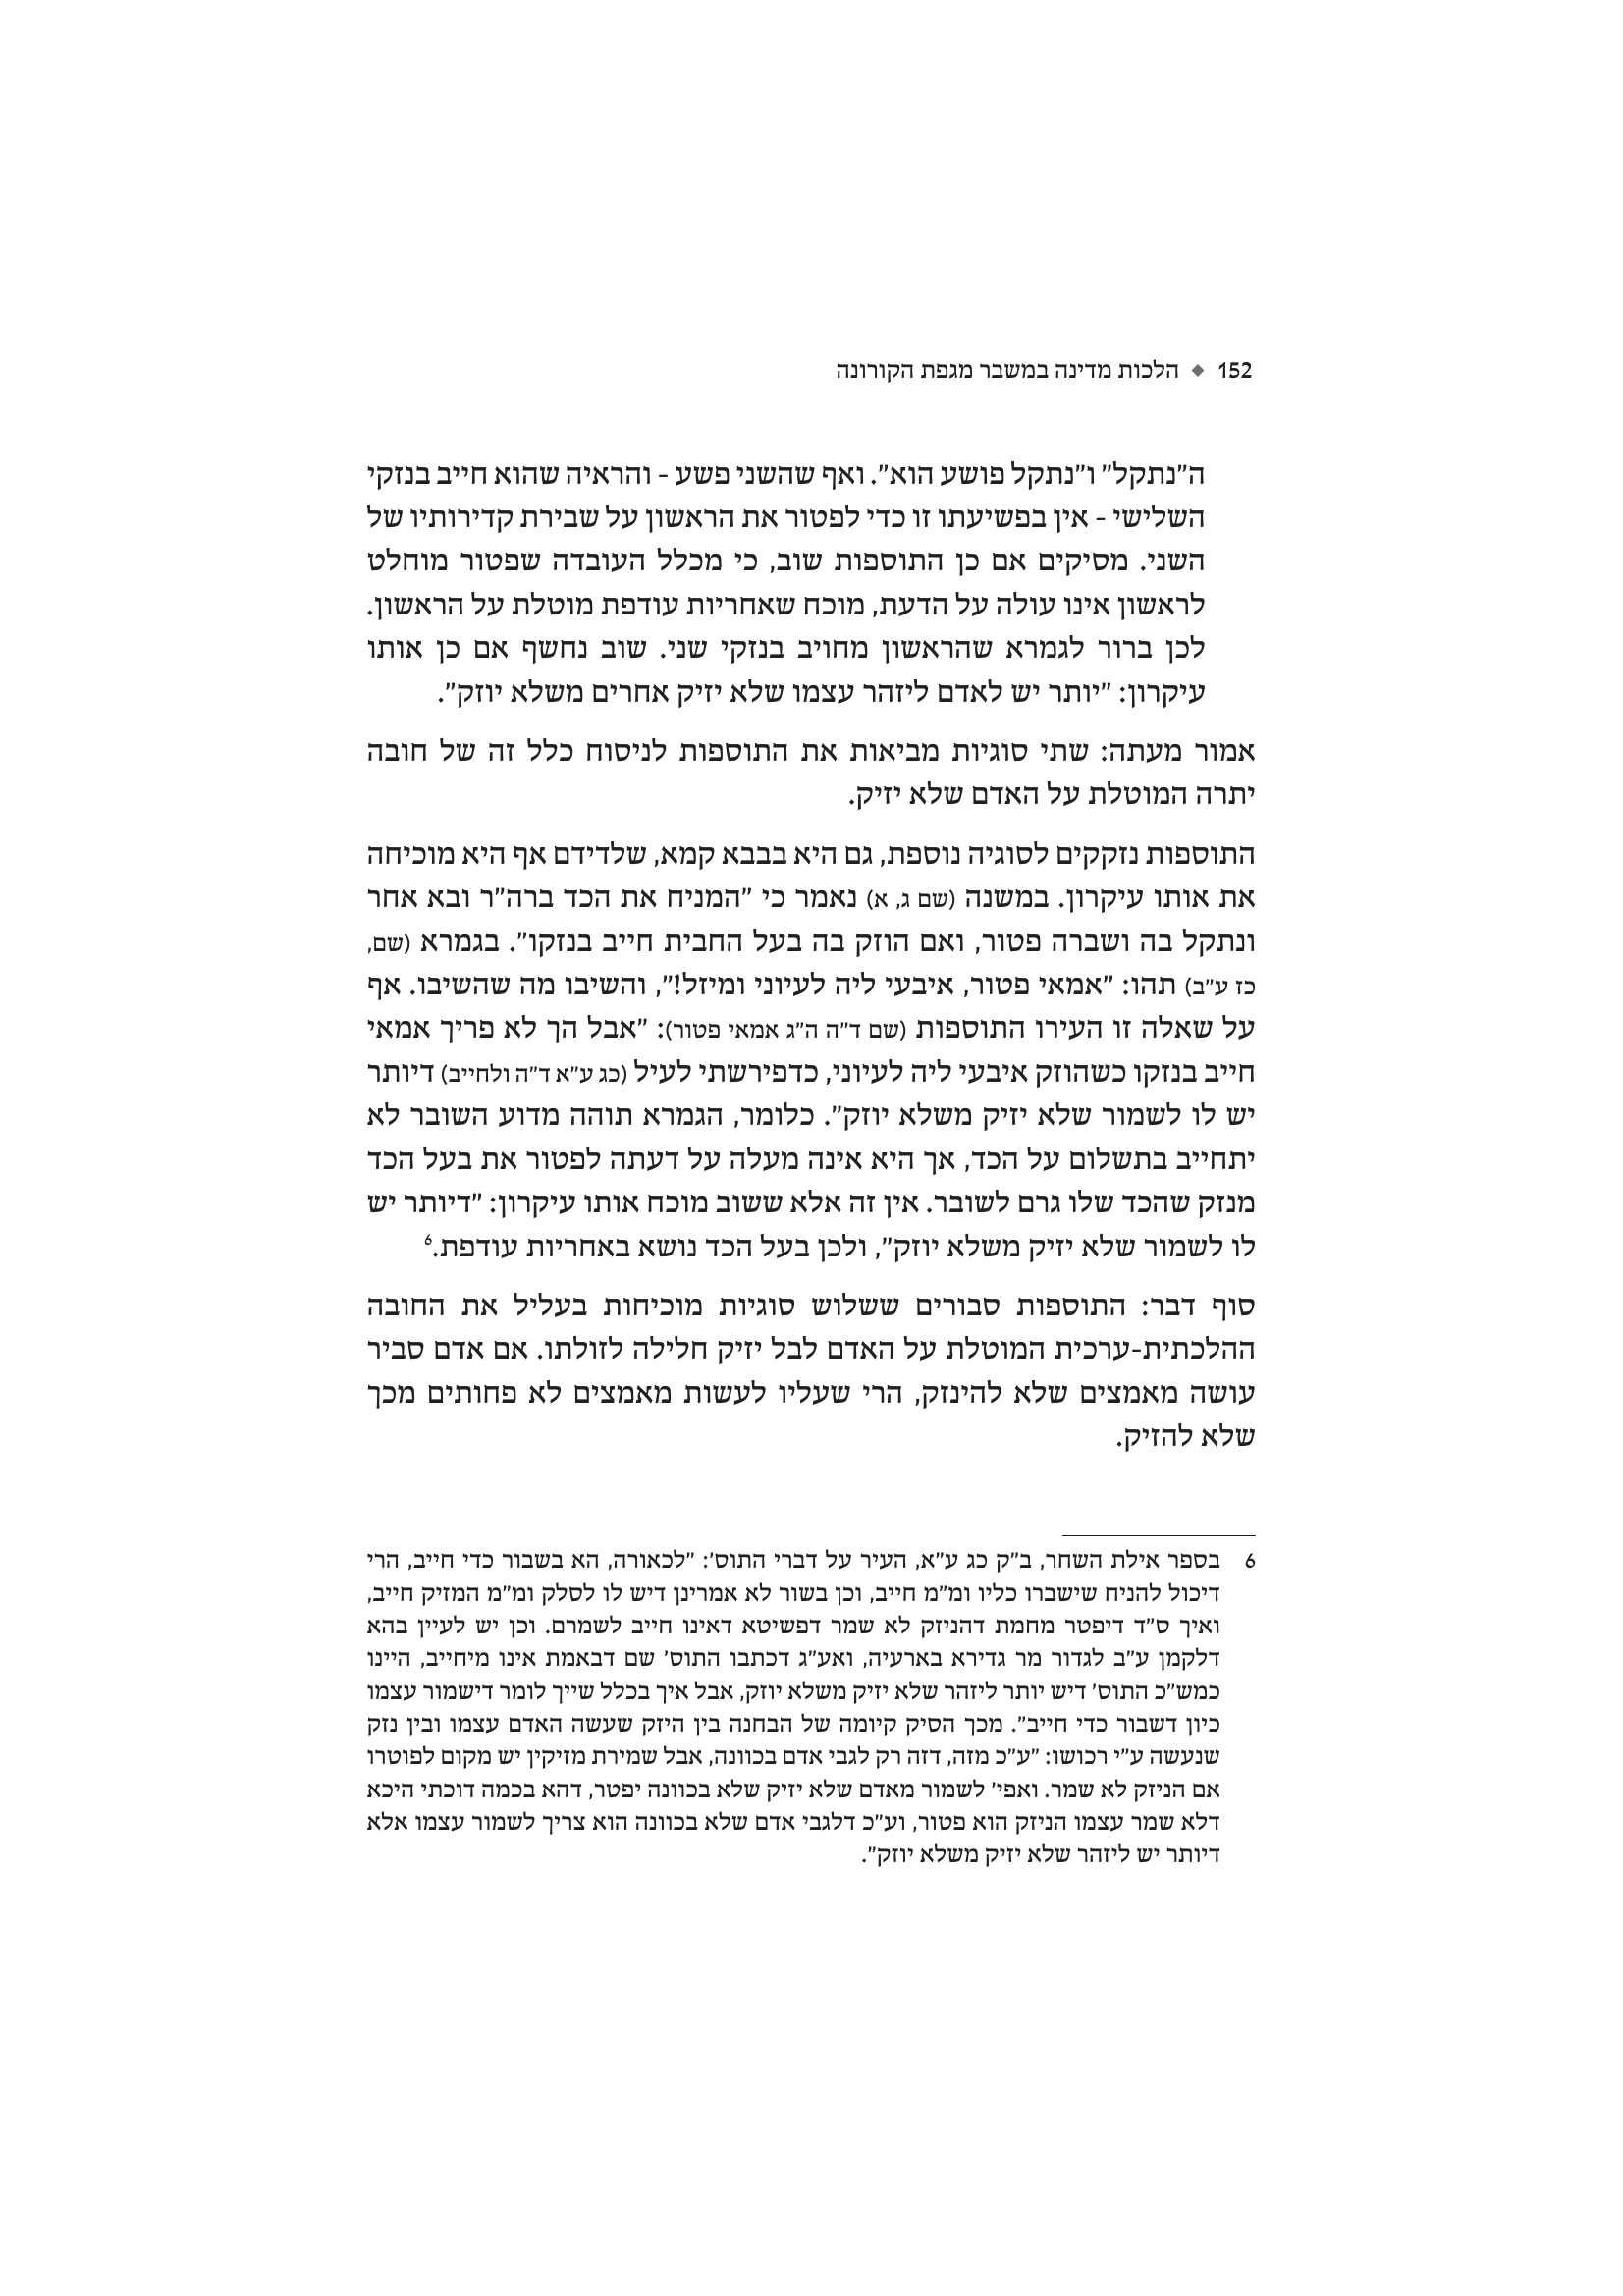 152 ◆ הלכות מדינה במשבר מגפת הקורונה
ה"נתקל" ו"נתקל פושע הוא". ואף שהשני פשע - והראיה שהוא חייב בנזקי
השלישי - אין בפשיעתו זו כדי לפטור את הראשון על שבירת קדירותיו של
השני. מסיקים אם כן התוספות שוב, כי מכלל העובדה שפטור מוחלט
לראשון אינו עולה על הדעת, מוכח שאחריות עודפת מוטלת על הראשון.
לכן ברור לגמרא שהראשון מחויב בנזקי שני. שוב נחשף אם כן אותו
עיקרון: "יותר יש לאדם ליזהר עצמו שלא יזיק אחרים משלא יוזק".
אמור מעתה: שתי סוגיות מביאות את התוספות לניסוח כלל זה של חובה
יתרה המוטלת על האדם שלא יזיק.
התוספות נזקקים לסוגיה נוספת, גם היא בבבא קמא, שלדידם אף היא מוכיחה
את אותו עיקרון. במשנה (שם ג, א) נאמר כי "המניח את הכד ברה"ר ובא אחר
ונתקל בה ושברה פטור, ואם הוזק בה בעל החבית חייב בנזקו". בגמרא (שם,
כז ע"ב) תהו: "אמאי פטור, איבעי ליה לעיוני ומיזל!", והשיבו מה שהשיבו. אף
על שאלה זו העירו התוספות (שם ד"ה ה"ג אמאי פטור): "אבל הך לא פריך אמאי
חייב בנזקו כשהוזק איבעי ליה לעיוני, כדפירשתי לעיל (כג ע"א ד"ה ולחייב) דיותר
יש לו לשמור שלא יזיק משלא יוזק". כלומר, הגמרא תוהה מדוע השובר לא
יתחייב בתשלום על הכד, אך היא אינה מעלה על דעתה לפטור את בעל הכד
מנזק שהכד שלו גרם לשובר. אין זה אלא ששוב מוכח אותו עיקרון: "דיותר יש
לו לשמור שלא יזיק משלא יוזק", ולכן בעל הכד נושא באחריות עודפת.6
סוף דבר: התוספות סבורים ששלוש סוגיות מוכיחות בעליל את החובה
ההלכתית-ערכית המוטלת על האדם לבל יזיק חלילה לזולתו. אם אדם סביר
עושה מאמצים שלא להינזק, הרי שעליו לעשות מאמצים לא פחותים מכך
שלא להזיק.
6 בספר אילת השחר, ב"ק כג ע"א, העיר על דברי התוס': "לכאורה, הא בשבור כדי חייב, הרי
דיכול להניח שישברו כליו ומ"מ חייב, וכן בשור לא אמרינן דיש לו לסלק ומ"מ המזיק חייב,
ואיך ס"ד דיפטר מחמת דהניזק לא שמר דפשיטא דאינו חייב לשמרם. וכן יש לעיין בהא
דלקמן ע"ב לגדור מר גדירא בארעיה, ואע"ג דכתבו התוס' שם דבאמת אינו מיחייב, היינו
כמש"כ התוס' דיש יותר ליזהר שלא יזיק משלא יוזק, אבל איך בכלל שייך לומר דישמור עצמו
כיון דשבור כדי חייב". מכך הסיק קיומה של הבחנה בין היזק שעשה האדם עצמו ובין נזק
שנעשה ע"י רכושו: "ע"כ מזה, דזה רק לגבי אדם בכוונה, אבל שמירת מזיקין יש מקום לפוטרו
אם הניזק לא שמר. ואפי' לשמור מאדם שלא יזיק שלא בכוונה יפטר, דהא בכמה דוכתי היכא
דלא שמר עצמו הניזק הוא פטור, וע"כ דלגבי אדם שלא בכוונה הוא צריך לשמור עצמו אלא
דיותר יש ליזהר שלא יזיק משלא יוזק".